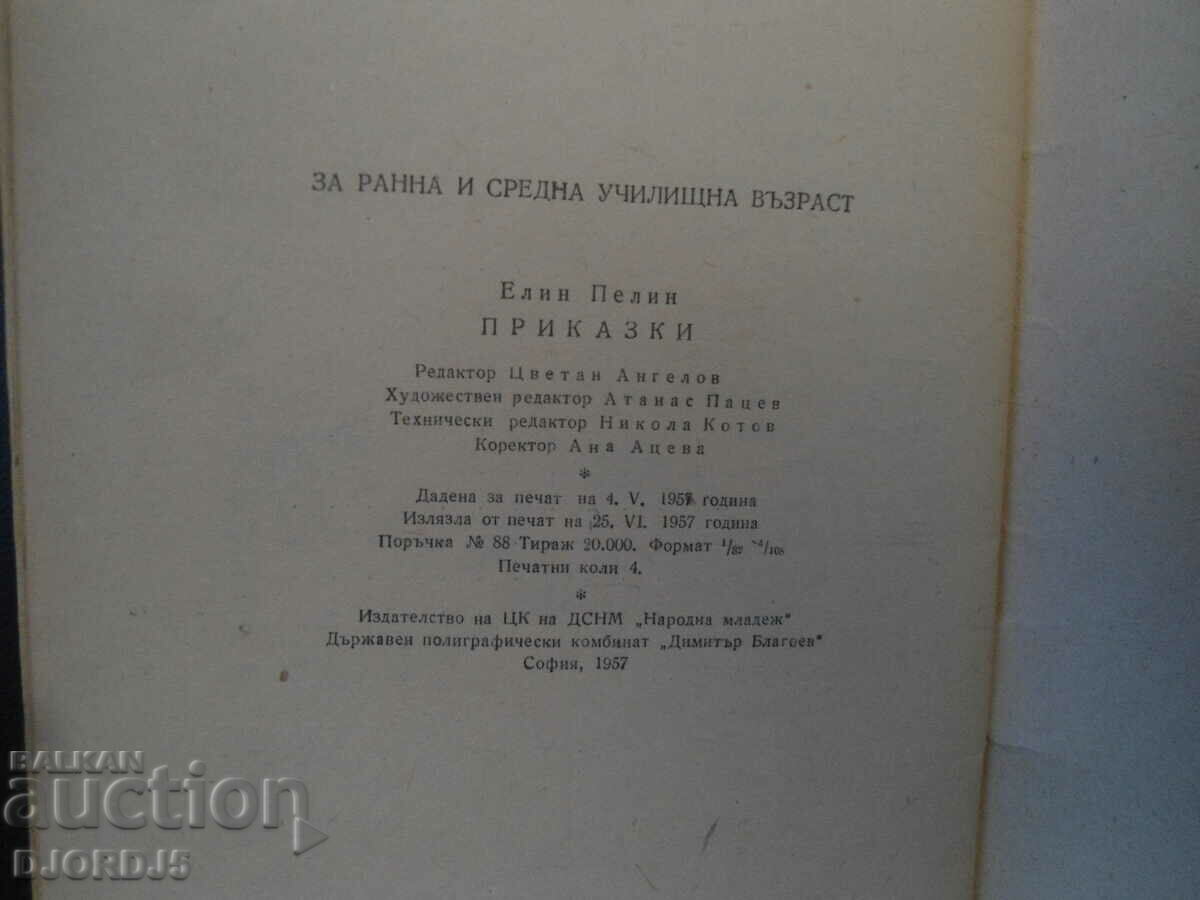 ЗА РАННА И СРЕДНА УЧИЛИЩНА ВЪЗРАСТ
Елин Пелин
ПРИКАЗКИ
Редактор Цветан Ангелов
Художествен редактор Атанас Пацев
Технически редактор Никола Котов
Коректор Ана Ацева
*
Дадена за печат на 4. V. 1957 година
Излязла от печат на 25. VI. 1957 година
Поръчка № 88 Тираж 20.000. Формат
Печатни коли 4.
*
Издателство на ЦК на ДСНМ „Народна младеж"
Държавен полиграфически комбинат „Димитър Благоев"
София, 1957
BALKAN
auction
DJORDJ5